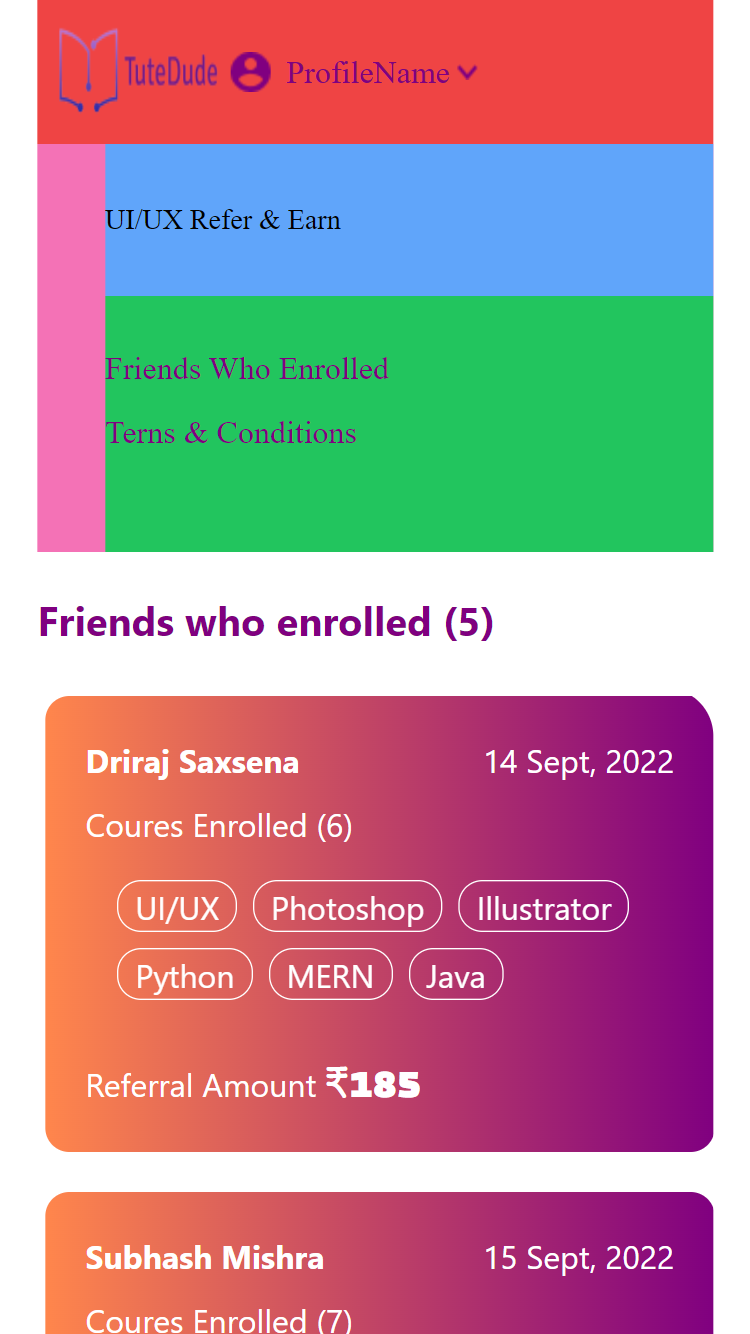 TuteDude ProfileName
UI/UX Refer & Earn
Friends Who Enrolled
Terns & Conditions
Friends who enrolled (5)
Driraj Saxsena 14 Sept, 2022
Coures Enrolled (6)
UI/UX Photoshop Illustrator
Python MERN Java
Referral Amount ₹185
Subhash Mishra 15 Sept, 2022
Coures Enrolled (7)